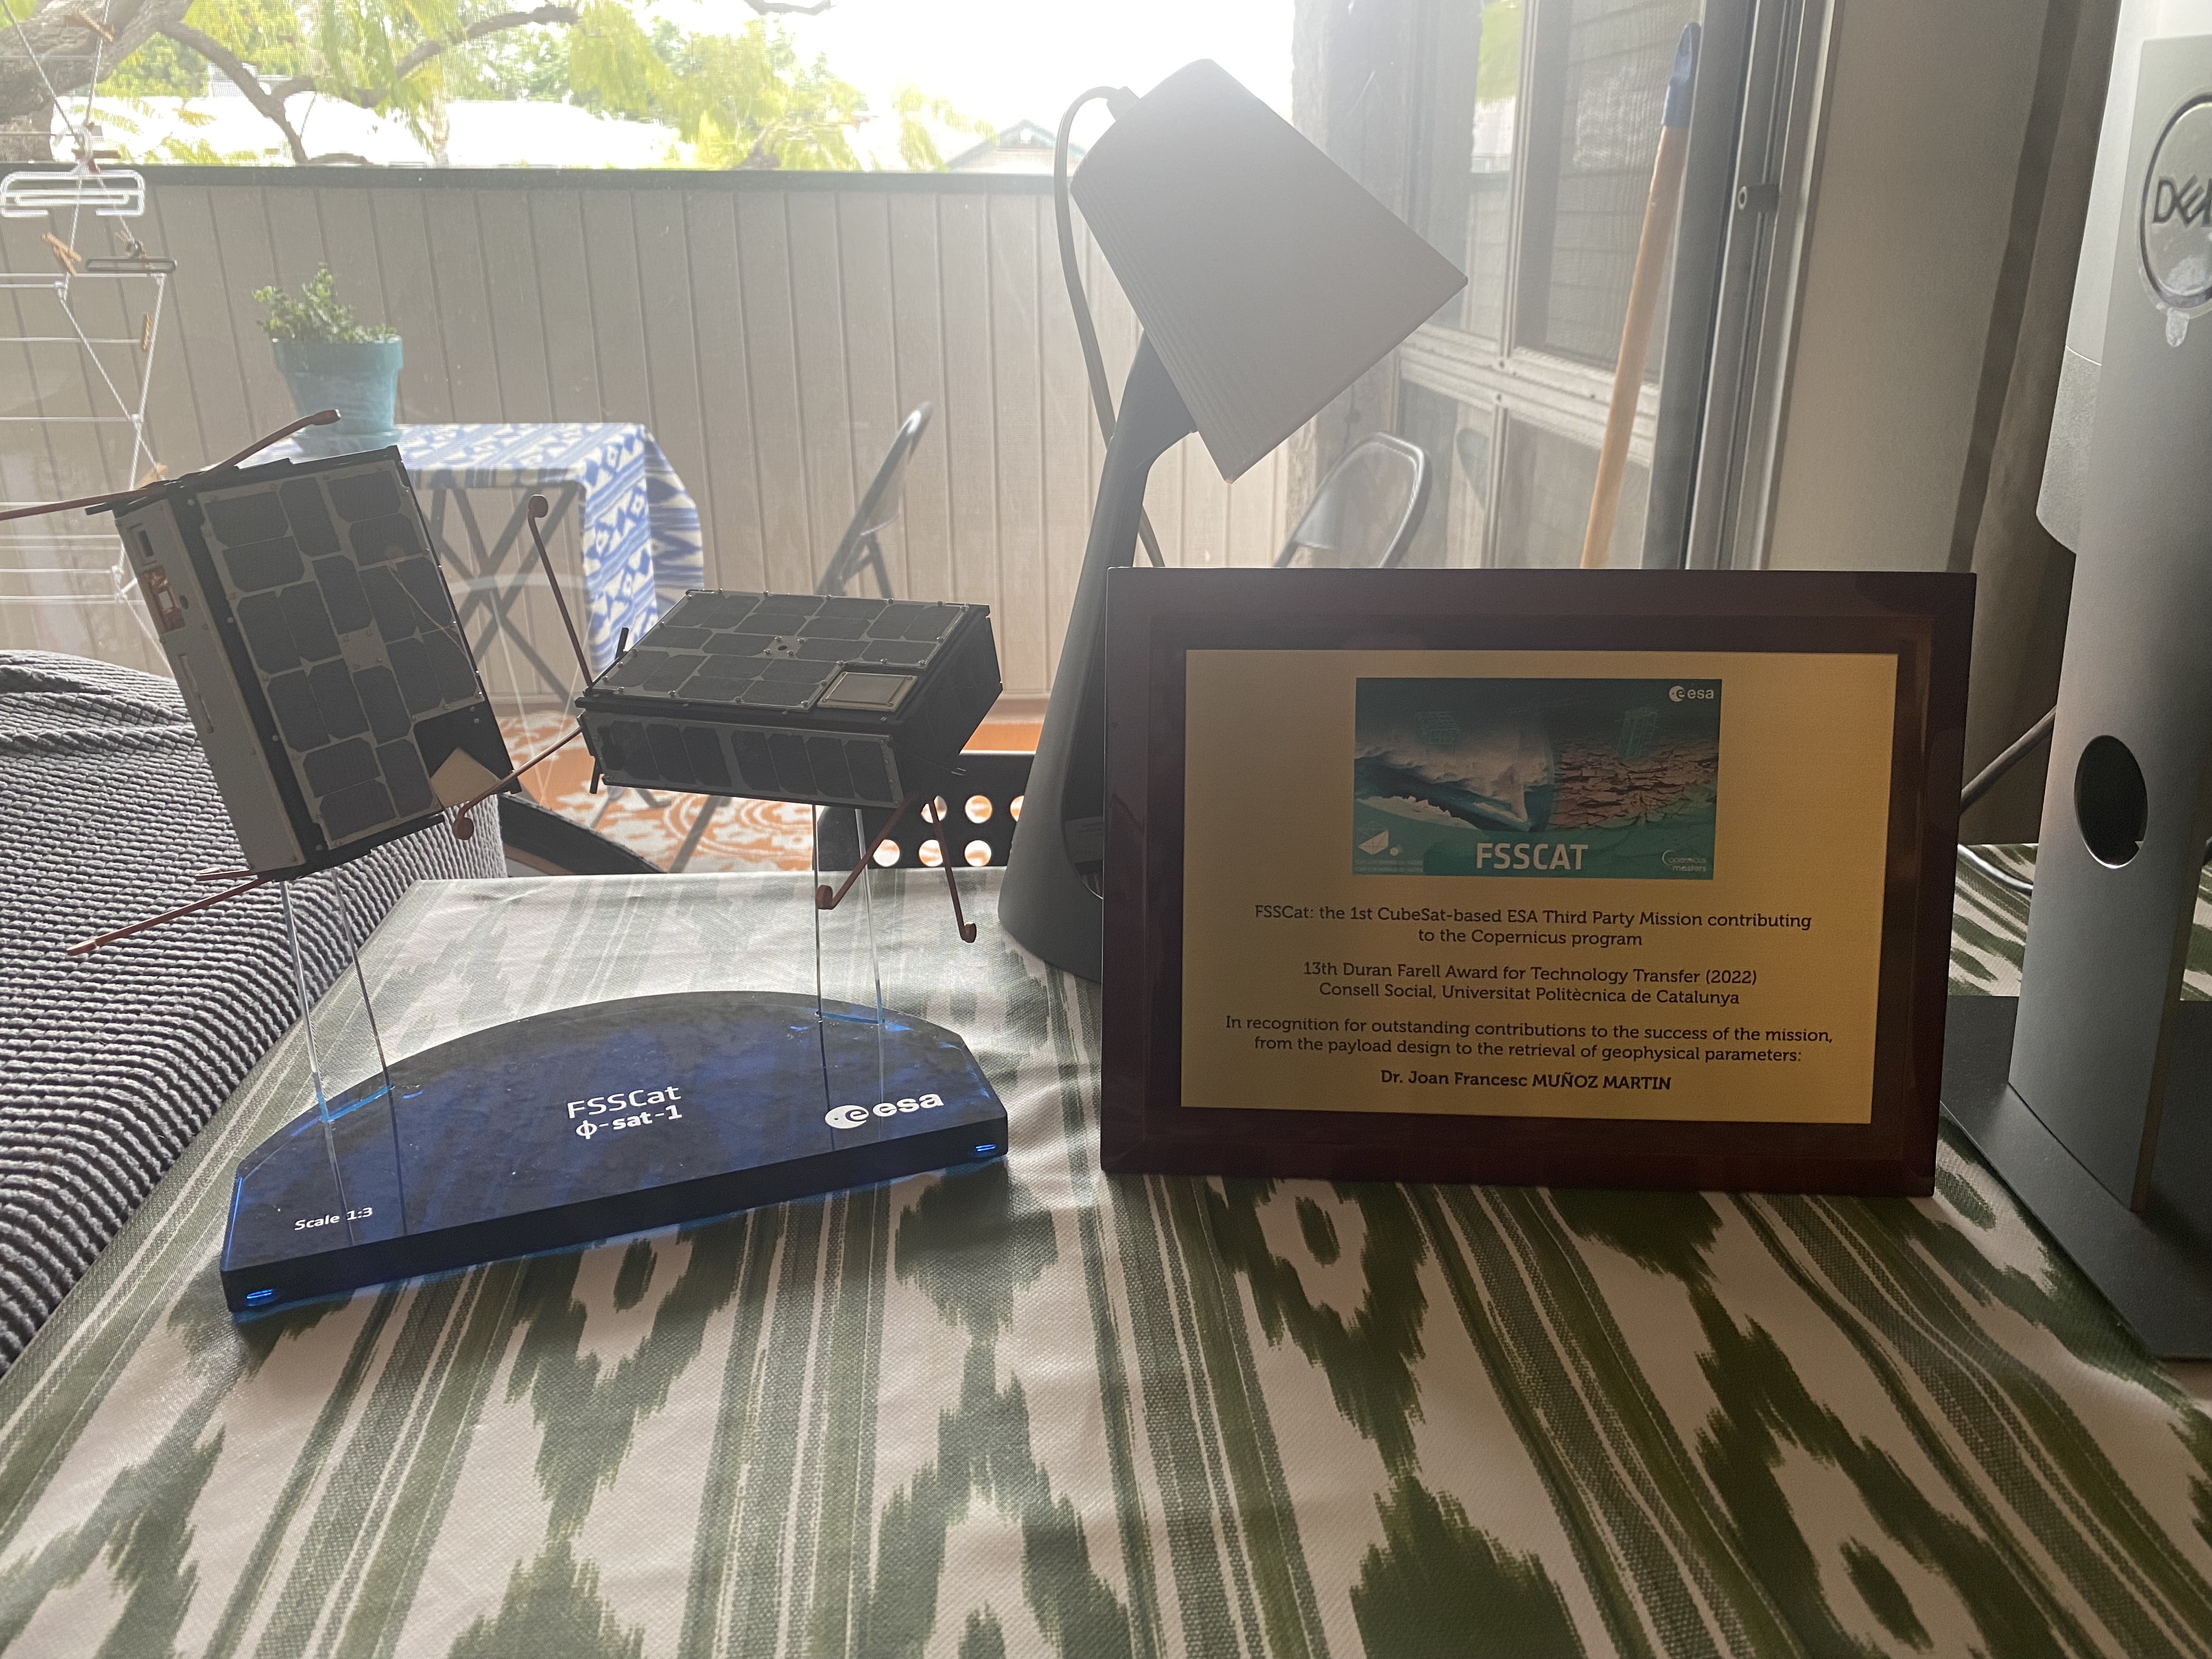 FSSCat
ϕ-sat-1
esa
Scale 1:3
esa
FSSCAT
copernicus
masters
FSSCat: the 1st CubeSat-based ESA Third Party Mission contributing
to the Copernicus program
13th Duran Farell Award for Technology Transfer (2022)
Consell Social, Universitat Politècnica de Catalunya
In recognition for outstanding contributions to the success of the mission,
from the payload design to the retrieval of geophysical parameters:
Dr. Joan Francesc MUÑOZ MARTIN